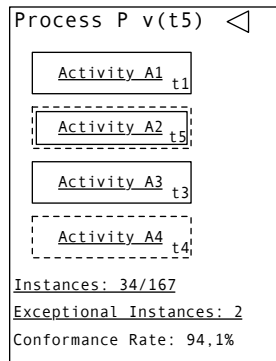 Process P v(t5)
Activity A1
t1
Activity A2
t5
Activity A3
t3
Activity A4
t4
Instances: 34/167
Exceptional Instances: 2
Conformance Rate: 94,1%